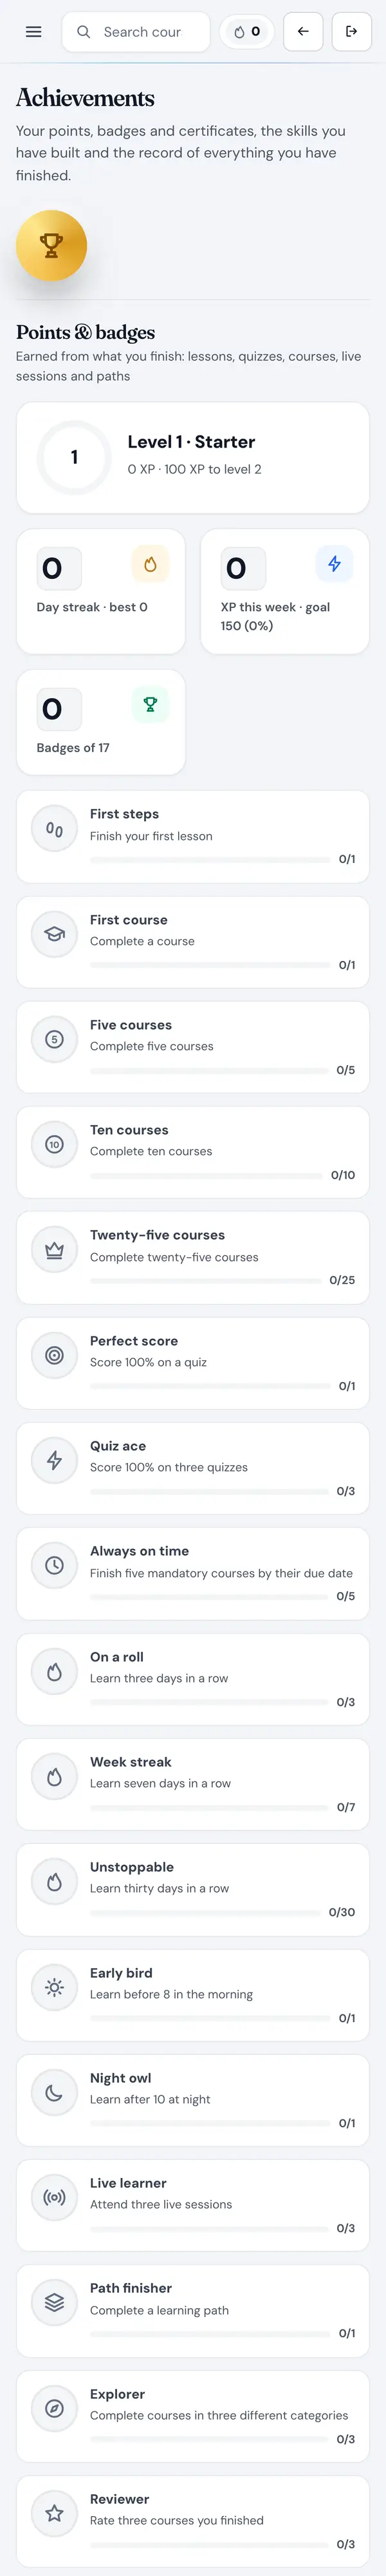 Search cour
0
Achievements
Your points, badges and certificates, the skills you
have built and the record of everything you have
finished.
Points & badges
Earned from what you finish: lessons, quizzes, courses, live
sessions and paths
1
Level 1 · Starter
0 XP · 100 XP to level 2
0
Day streak · best 0
0
XP this week · goal
150 (0%)
0
Badges of 17
First steps
Finish your first lesson
0/1
First course
Complete a course
0/1
5
Five courses
Complete five courses
0/5
10
Ten courses
Complete ten courses
0/10
Twenty-five courses
Complete twenty-five courses
0/25
Perfect score
Score 100% on a quiz
0/1
Quiz ace
Score 100% on three quizzes
0/3
Always on time
Finish five mandatory courses by their due date
0/5
On a roll
Learn three days in a row
0/3
Week streak
Learn seven days in a row
0/7
Unstoppable
Learn thirty days in a row
0/30
Early bird
Learn before 8 in the morning
0/1
Night owl
Learn after 10 at night
0/1
Live learner
Attend three live sessions
0/3
Path finisher
Complete a learning path
0/1
Explorer
Complete courses in three different categories
0/3
Reviewer
Rate three courses you finished
0/3